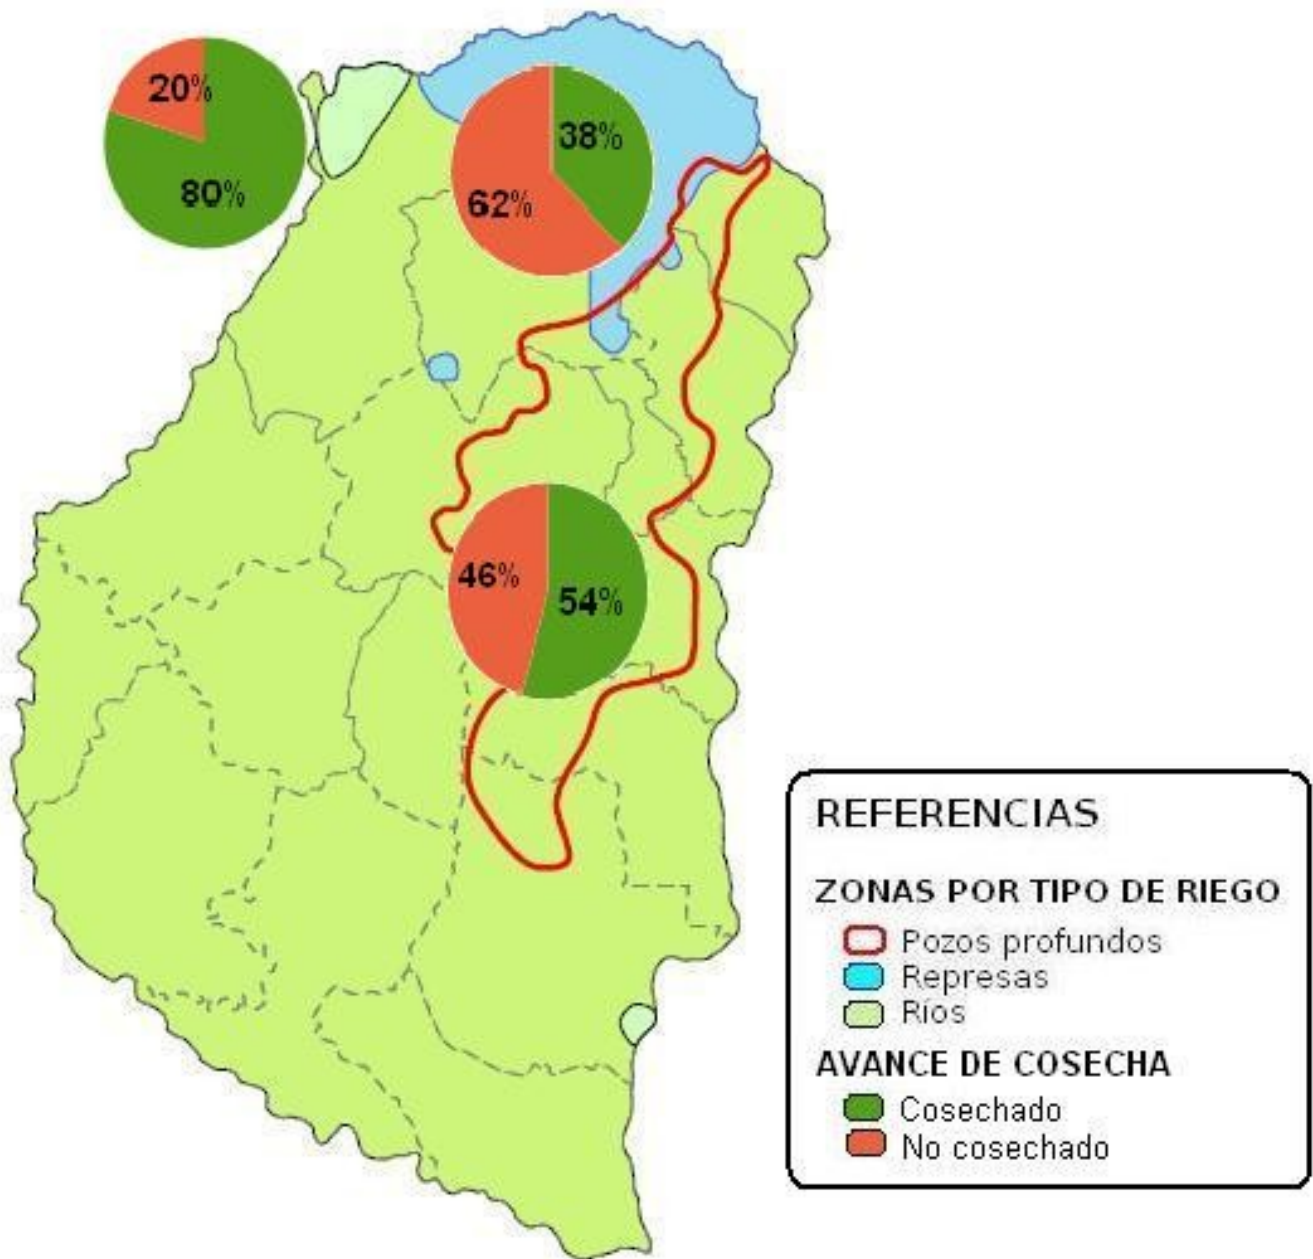 20%
80%
38%
62%
46%
54%
REFERENCIAS
ZONAS POR TIPO DE RIEGO
Pozos profundos
Represas
Ríos
AVANCE DE COSECHA
Cosechado
No cosechado